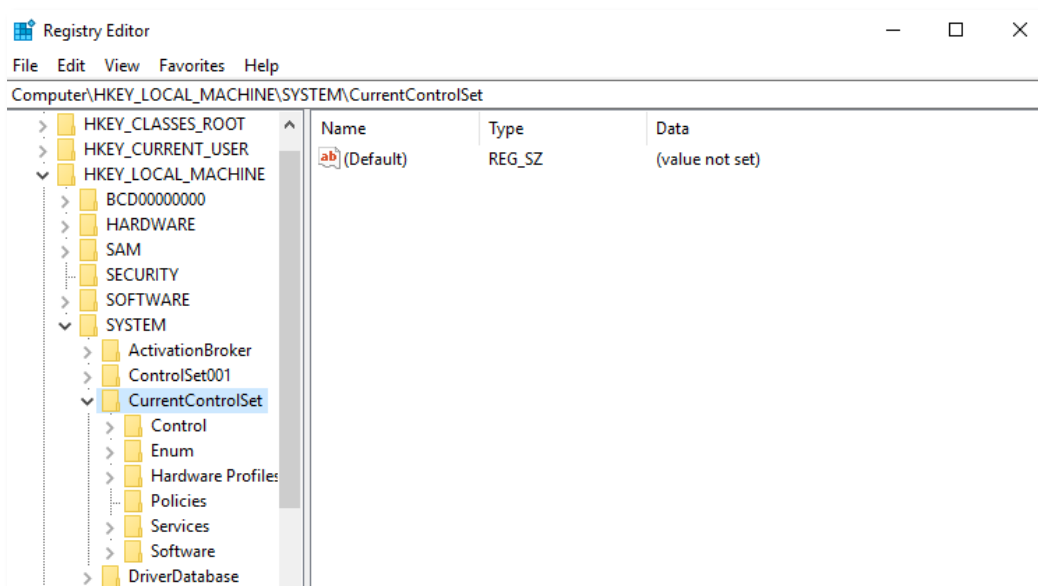 Registry Editor
File Edit View Favorites Help
Computer\HKEY_LOCAL_MACHINE\SYSTEM\CurrentControlSet
HKEY_CLASSES_ROOT
HKEY_CURRENT_USER
HKEY_LOCAL_MACHINE
BCD00000000
HARDWARE
SAM
SECURITY
SOFTWARE
SYSTEM
ActivationBroker
ControlSet001
CurrentControlSet
Control
Enum
Hardware Profiles
Policies
Services
Software
DriverDatabase
Name Type Data
ab (Default) REG_SZ (value not set)